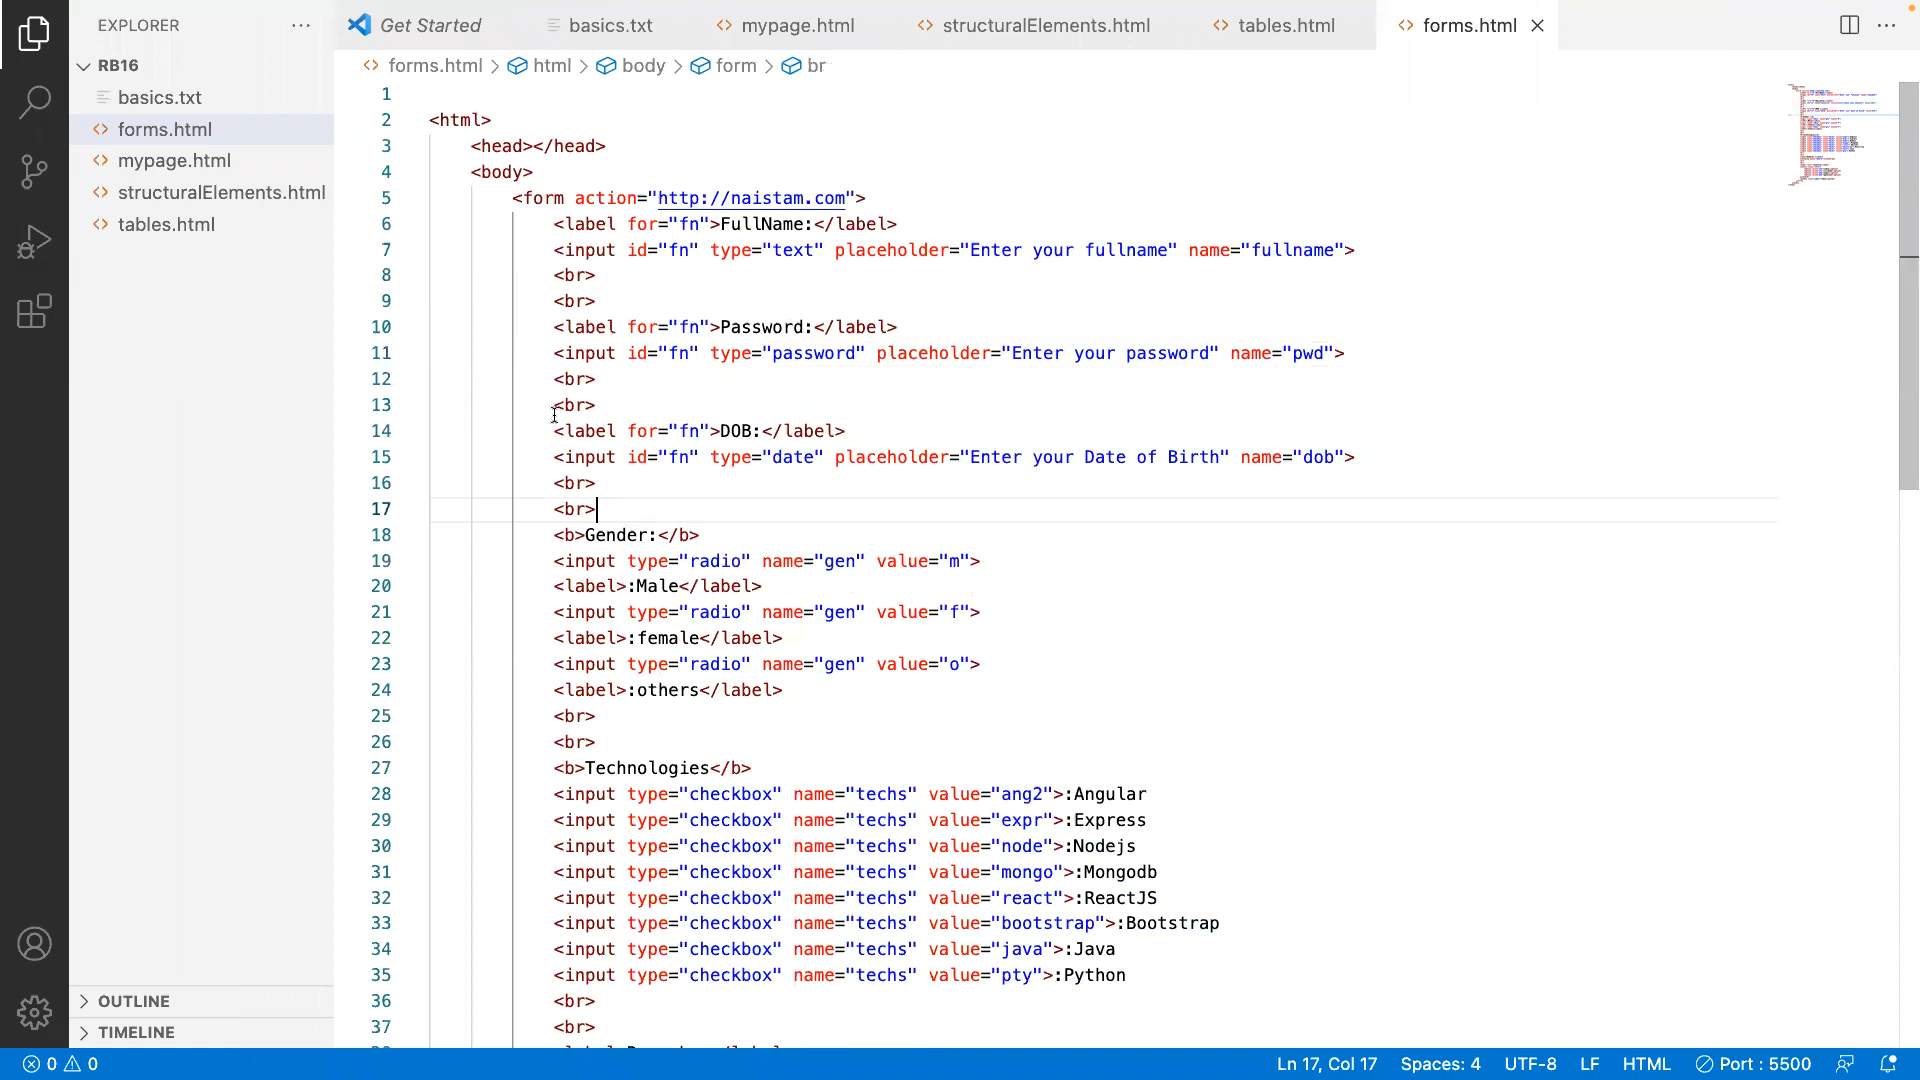 EXPLORER ···
Get Started basics.txt mypage.html structuralElements.html tables.html forms.html
RB16
basics.txt
forms.html
mypage.html
structuralElements.html
tables.html
forms.html > html > body > form > br
1
2 <html>
3 <head></head>
4 <body>
5 <form action="http://naistam.com">
6 <label for="fn">FullName:</label>
7 <input id="fn" type="text" placeholder="Enter your fullname" name="fullname">
8 <br>
9 <br>
10 <label for="fn">Password:</label>
11 <input id="fn" type="password" placeholder="Enter your password" name="pwd">
12 <br>
13 <br>
14 <label for="fn">DOB:</label>
15 <input id="fn" type="date" placeholder="Enter your Date of Birth" name="dob">
16 <br>
17 <br>
18 <b>Gender:</b>
19 <input type="radio" name="gen" value="m">
20 <label>:Male</label>
21 <input type="radio" name="gen" value="f">
22 <label>:female</label>
23 <input type="radio" name="gen" value="o">
24 <label>:others</label>
25 <br>
26 <br>
27 <b>Technologies</b>
28 <input type="checkbox" name="techs" value="ang2">:Angular
29 <input type="checkbox" name="techs" value="expr">:Express
30 <input type="checkbox" name="techs" value="node">:Nodejs
31 <input type="checkbox" name="techs" value="mongo">:Mongodb
32 <input type="checkbox" name="techs" value="react">:ReactJS
33 <input type="checkbox" name="techs" value="bootstrap">:Bootstrap
34 <input type="checkbox" name="techs" value="java">:Java
35 <input type="checkbox" name="techs" value="pty">:Python
36 <br>
37 <br>
OUTLINE
TIMELINE
0 0 Ln 17, Col 17 Spaces: 4 UTF-8 LF HTML Port : 5500